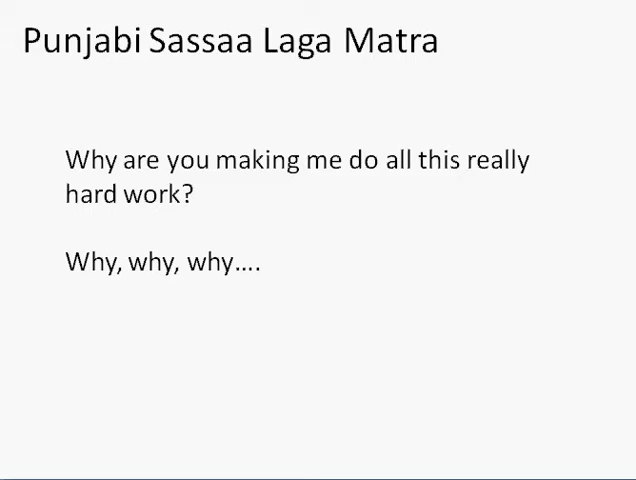 Punjabi Sassaa Laga Matra
Why are you making me do all this really
hard work?
Why, why, why....